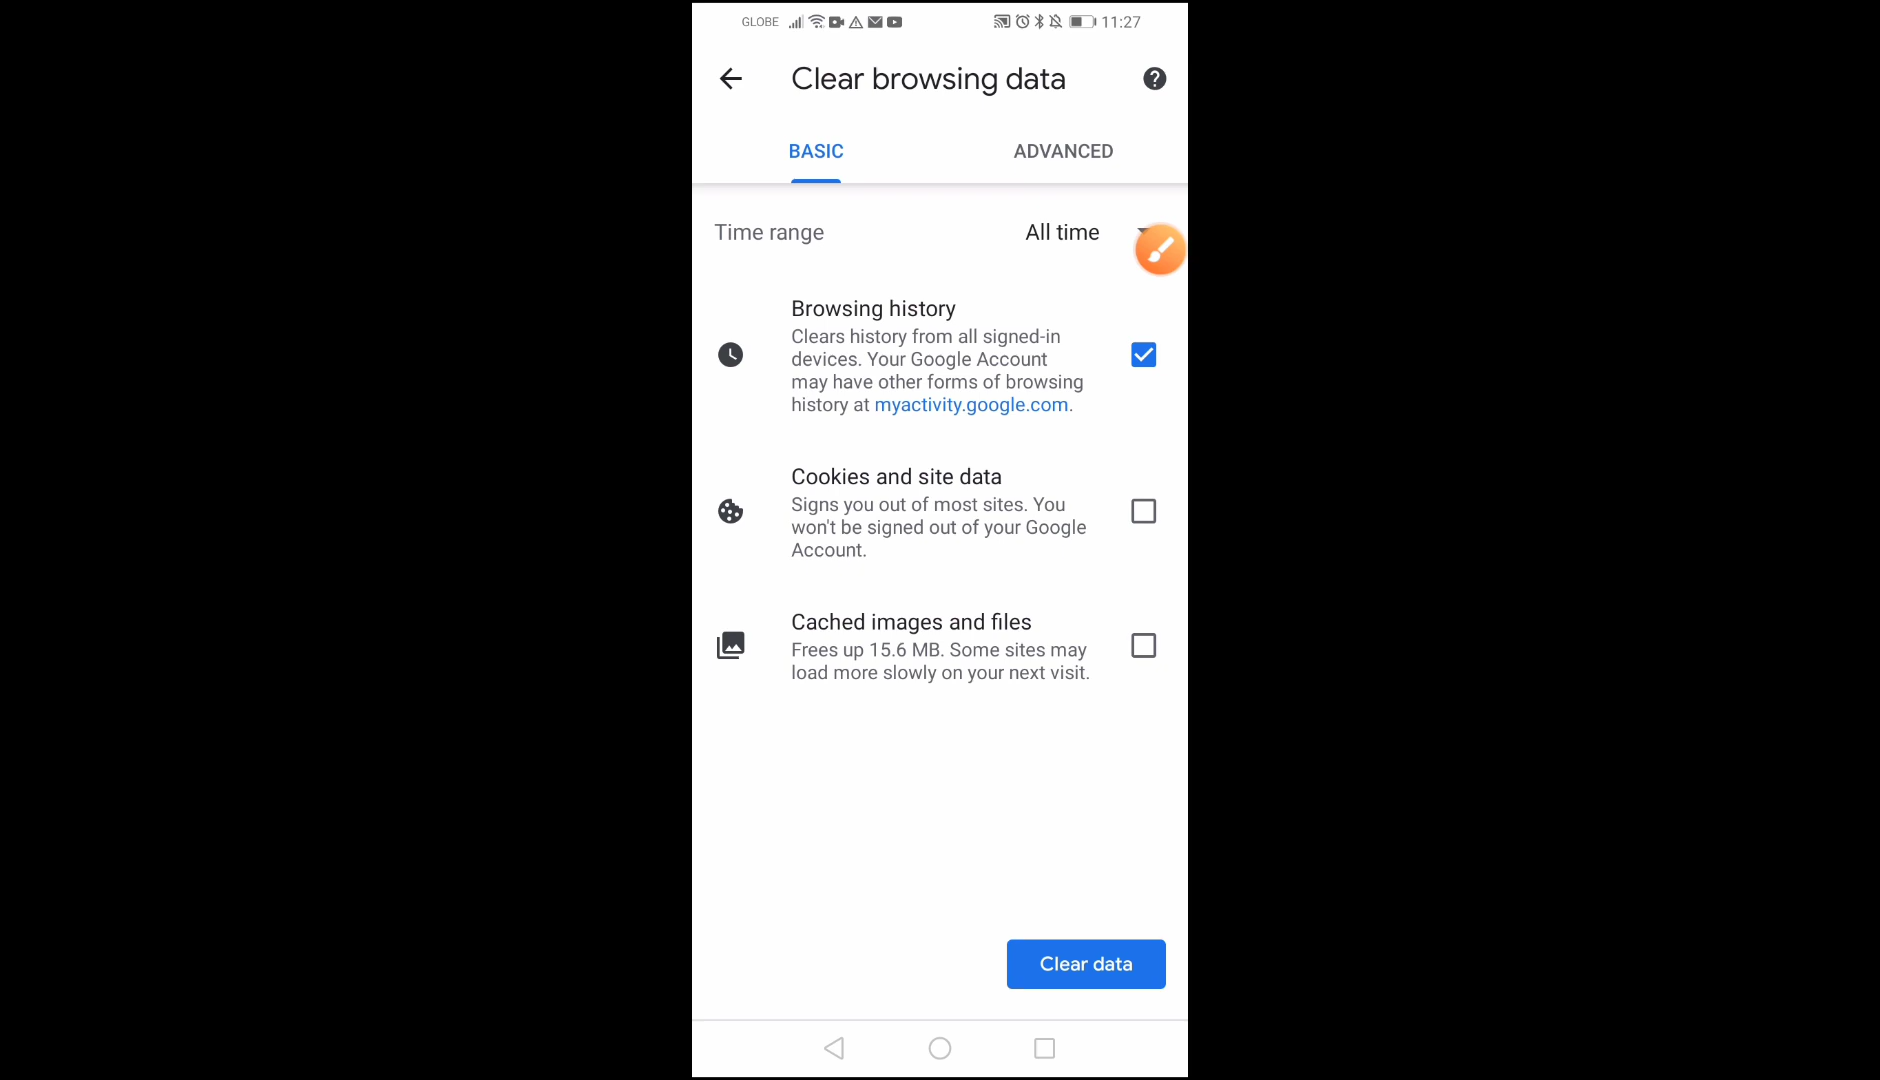 GLOBE 11:27
Clear browsing data
BASIC ADVANCED
Time range All time
Browsing history
Clears history from all signed-in
devices. Your Google Account
may have other forms of browsing
history at myactivity.google.com.
Cookies and site data
Signs you out of most sites. You
won't be signed out of your Google
Account.
Cached images and files
Frees up 15.6 MB. Some sites may
load more slowly on your next visit.
Clear data